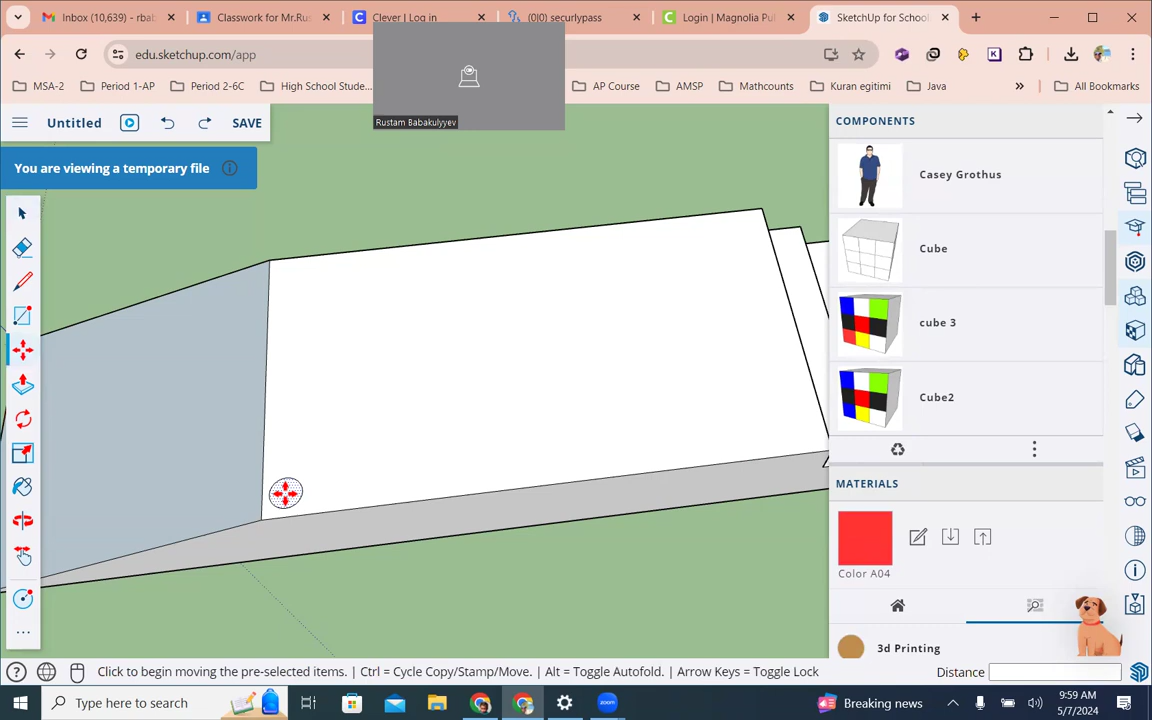 Inbox (10,639) - rbab
Classwork for Mr.Rus
Clever | Log in
(0|0) securlypass
Login | Magnolia Pul
SketchUp for School
edu.sketchup.com/app
MSA-2
Period 1-AP
Period 2-6C
High School Stude...
AP Course
AMSP
Mathcounts
Kuran egitimi
Java
All Bookmarks
Rustam Babakulyyev
Untitled
SAVE
You are viewing a temporary file
COMPONENTS
Casey Grothus
Cube
cube 3
Cube2
MATERIALS
Color A04
3d Printing
Click to begin moving the pre-selected items. | Ctrl = Cycle Copy/Stamp/Move. | Alt = Toggle Autofold. | Arrow Keys = Toggle Lock
Distance
Type here to search
Breaking news
9:59 AM
5/7/2024